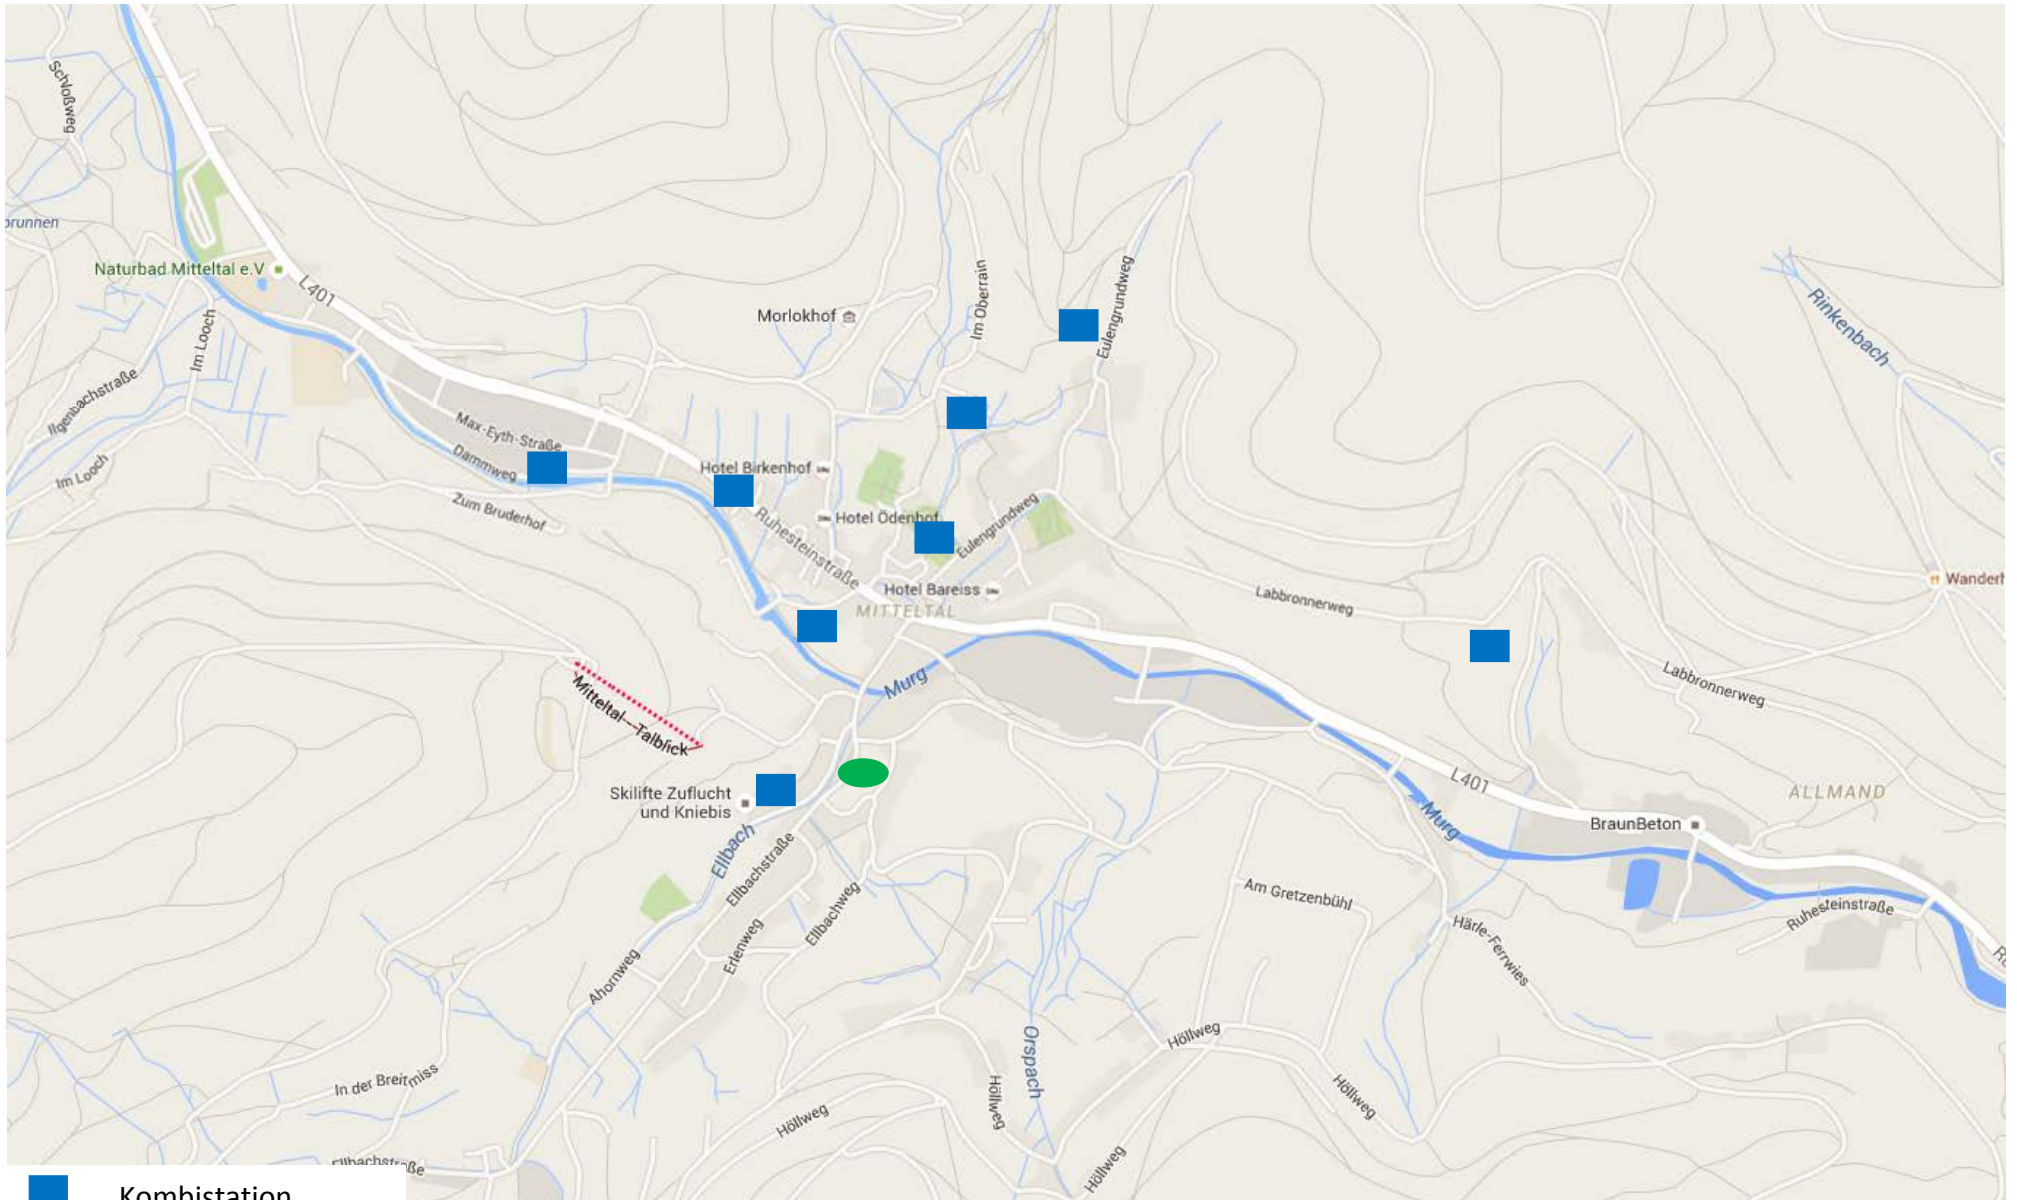 Schloßweg
Naturbad Mitteltal e.V
L401
Im Looch
Ilgenbachstraße
Im Looch
Max-Eyth-Straße
Dammweg
Zum Bruderhof
Morlokhof
Im Oberrain
Eulengrundweg
Rinkenbach
Hotel Birkenhof
Hotel Ödenhof
Ruhesteinstraße
Eulengrundweg
Hotel Bareiss
MITTELTAL
Labbronnerweg
Labbronnerweg
Murg
Mitteltal - Talblick
Skilifte Zuflucht
und Kniebis
Ellbach
Ellbachstraße
Ellbachweg
Erlenweg
Ahornweg
In der Breitmiss
Ellbachstraße
L401
Murg
ALLMAND
BraunBeton
Ruhesteinstraße
Am Gretzenbühl
Härle-Ferrwies
Höllweg
Höllweg
Höllweg
Höllweg
Höllweg
Orspach
Kombistation